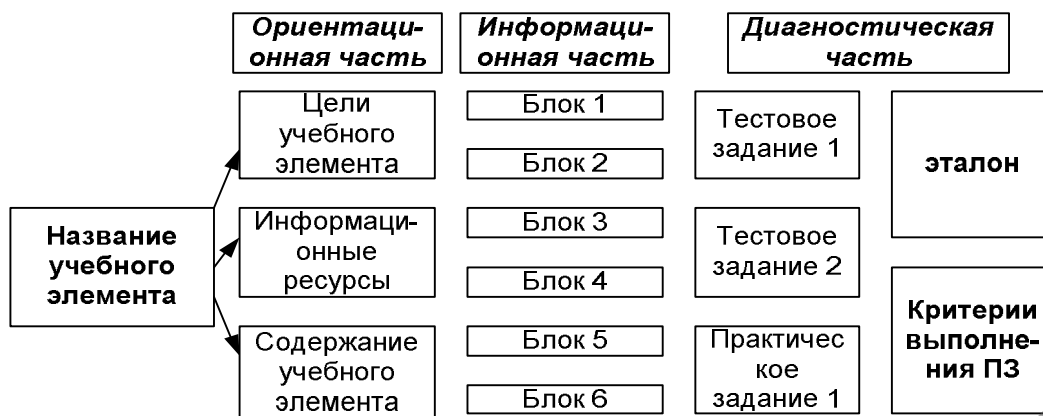 Ориентаци-
онная часть
Информаци-
онная часть
Диагностическая
часть
Название
учебного
элемента
Цели
учебного
элемента
Информаци-
онные
ресурсы
Содержание
учебного
элемента
Блок 1
Блок 2
Блок 3
Блок 4
Блок 5
Блок 6
Тестовое
задание 1
Тестовое
задание 2
Практичес
кое
задание 1
эталон
Критерии
выполне-
ния ПЗ